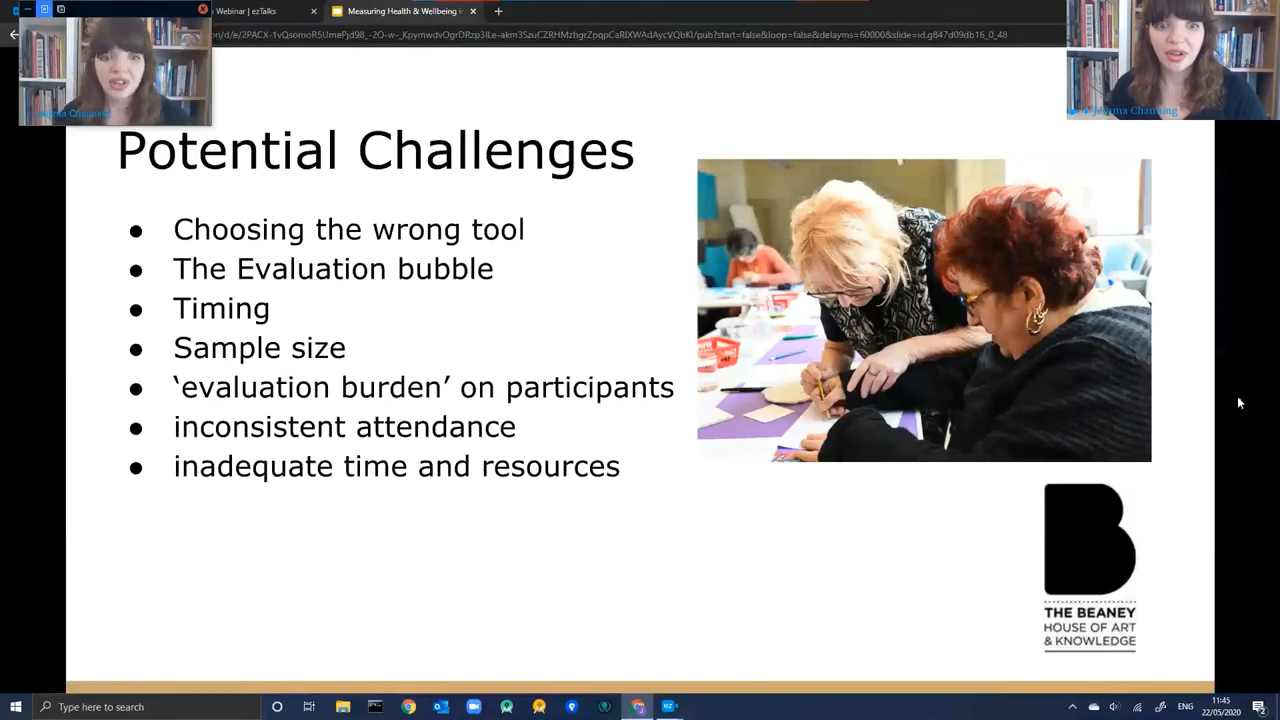 Webinar | ezTalks
Measuring Health & Wellbeing in
Potential Challenges
● Choosing the wrong tool
● The Evaluation bubble
● Timing
● Sample size
● ‘evaluation burden’ on participants
● inconsistent attendance
● inadequate time and resources
THE BEANEY
HOUSE OF ART
& KNOWLEDGE
Type here to search
ENG
11:45
22/05/2020